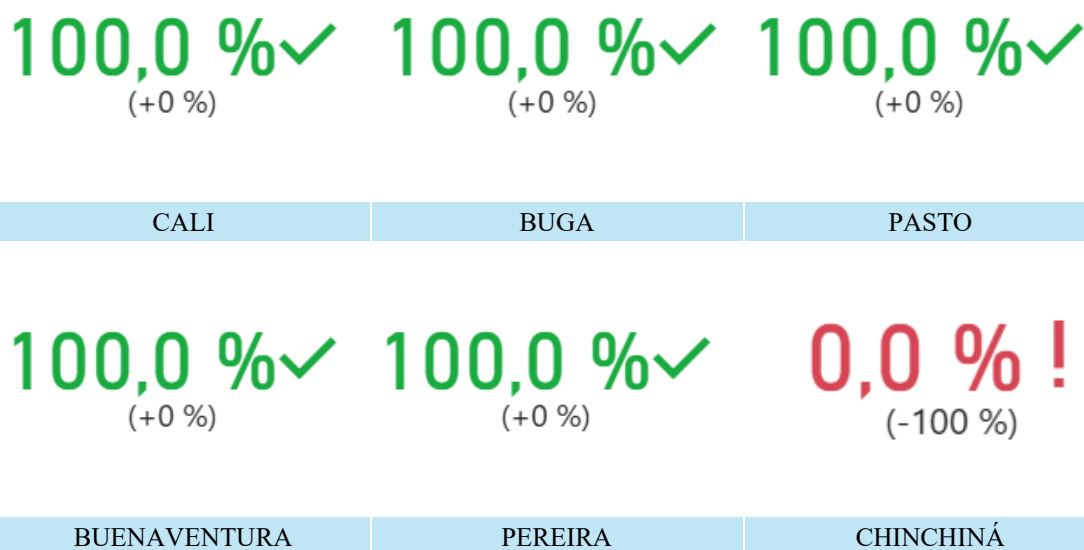 100,0 %✓ 100,0 %✓ 100,0 %✓
(+0 %) (+0 %) (+0 %)
CALI BUGA PASTO
100,0 %✓ 100,0 %✓ 0,0 % !
(+0 %) (+0 %) (-100 %)
BUENAVENTURA PEREIRA CHINCHINÁ